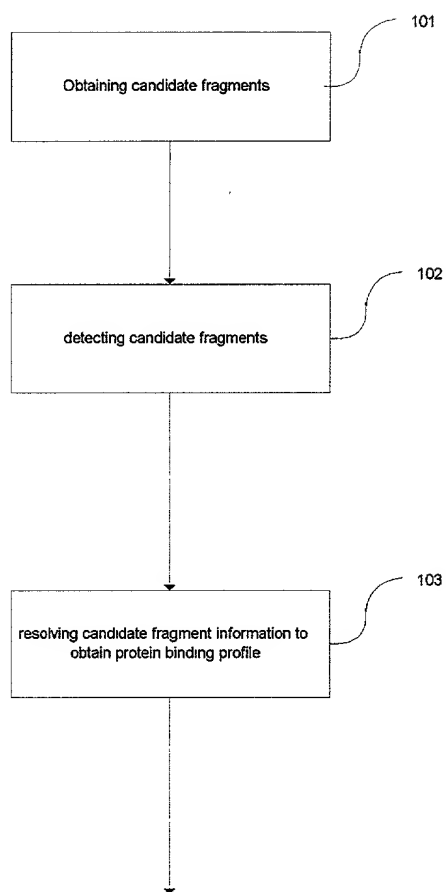 101
Obtaining candidate fragments
102
detecting candidate fragments
103
resolving candidate fragment information to
obtain protein binding profile